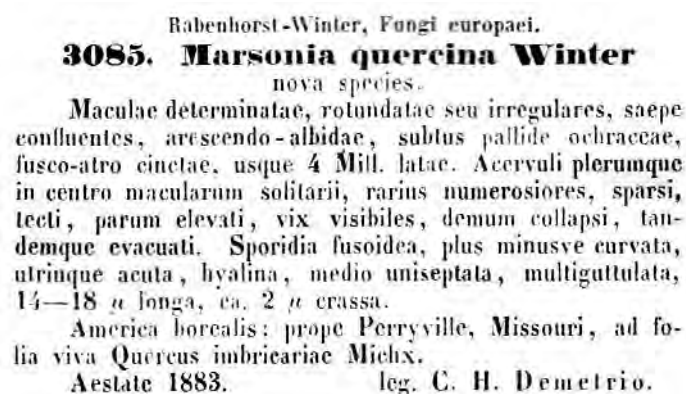 Rabenhorst-Winter, Fungi europaei.
3085. Marsonia quercina Winter
nova species.
Maculae determinatae, rotundatae seu irregulares, saepe
confluentes, arescendo-albidae, subtus pallide ochraceae,
fusco-atro cinctae, usque 4 Mill. latae. Acervuli plerumque
in centro macularum solitarii, rarius numerosiores, sparsi,
tecti, parum elevati, vix visibiles, demum collapsi, tan-
demque evacuati. Sporidia fusoidea, plus minusve curvata,
utrinque acuta, hyalina, medio uniseptata, multiguttulata,
14—18 μ longa, ca. 2 μ crassa.
America borealis: prope Perryville, Missouri, ad fo-
lia viva Quercus imbricariae Michx.
Aestate 1883. leg. C. H. Demetrio.